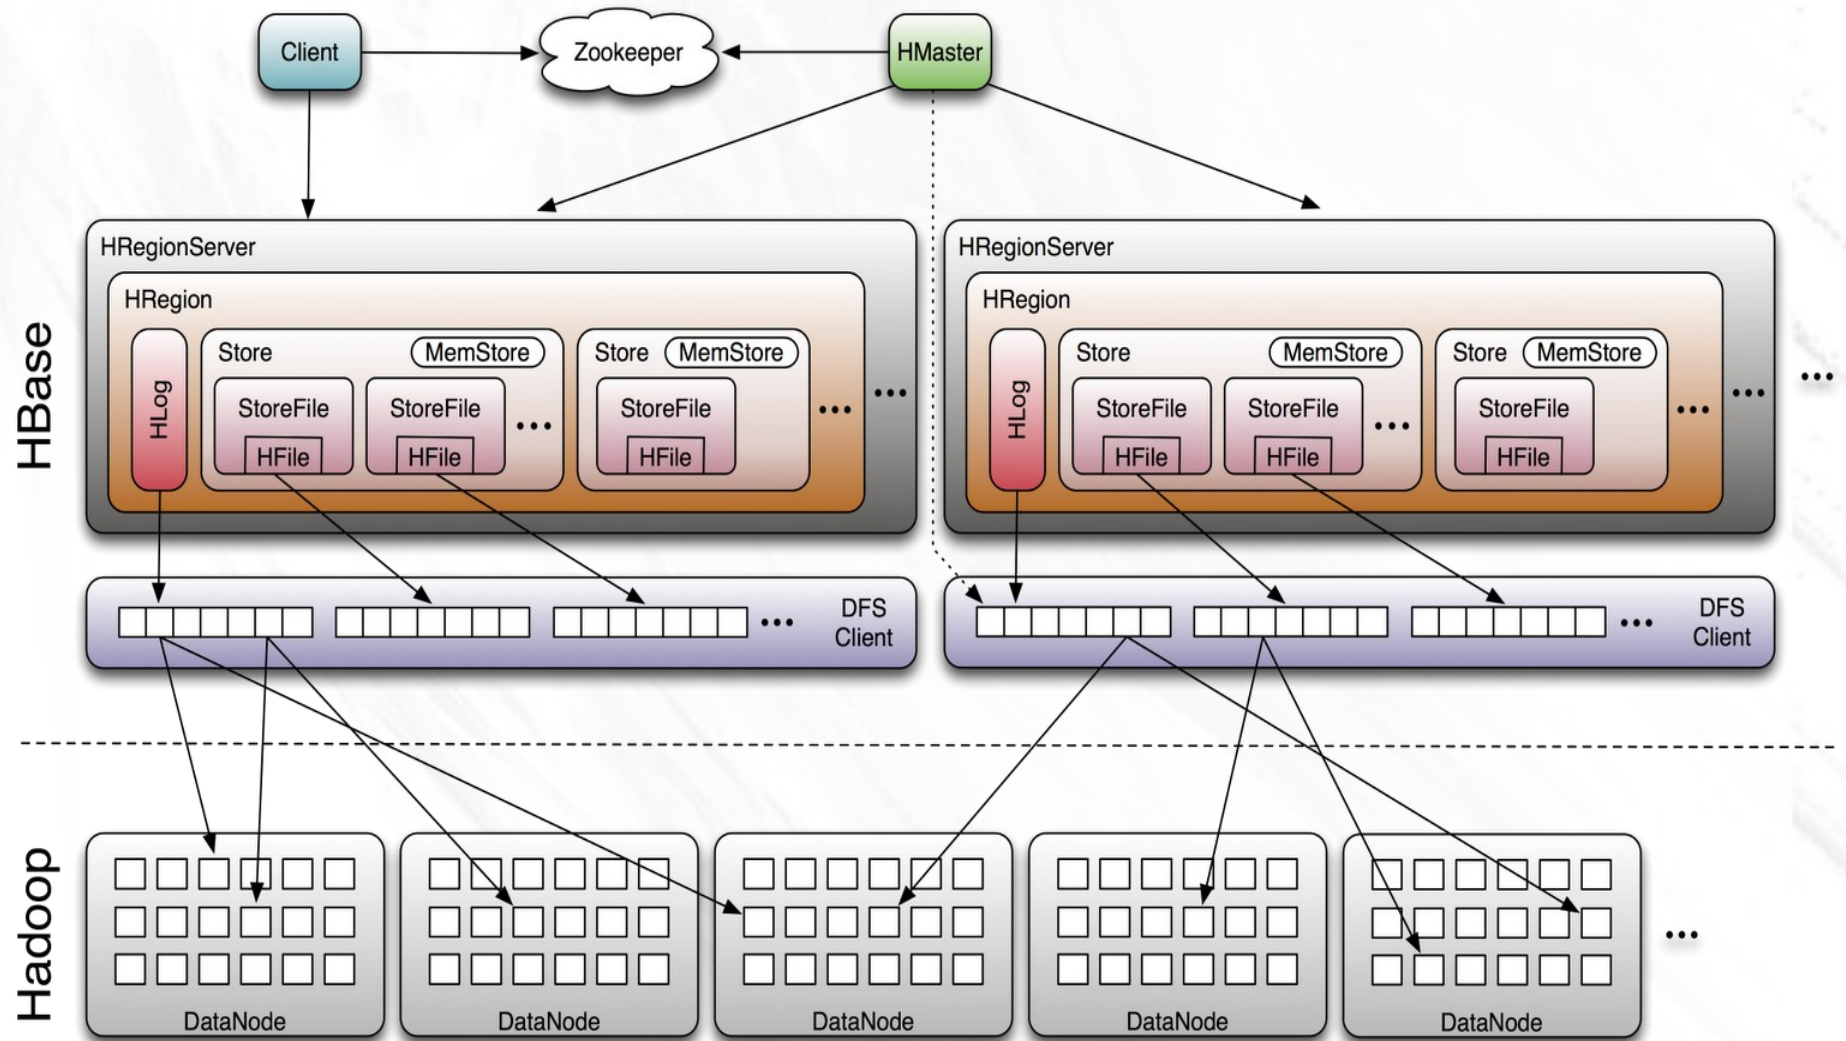 Client
Zookeeper
HMaster
HBase
HRegionServer
HRegion
HLog
Store
MemStore
StoreFile
HFile
StoreFile
HFile
...
Store
MemStore
StoreFile
HFile
...
...
HRegionServer
HRegion
HLog
Store
MemStore
StoreFile
HFile
StoreFile
HFile
...
Store
MemStore
StoreFile
HFile
...
...
...
...
DFS
Client
...
DFS
Client
Hadoop
DataNode
DataNode
DataNode
DataNode
DataNode
...